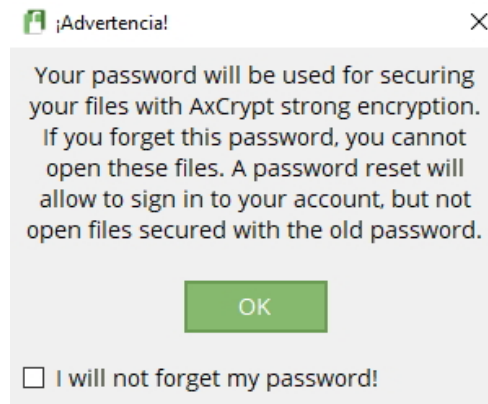 ¡Advertencia!
Your password will be used for securing
your files with AxCrypt strong encryption.
If you forget this password, you cannot
open these files. A password reset will
allow to sign in to your account, but not
open files secured with the old password.
OK
I will not forget my password!